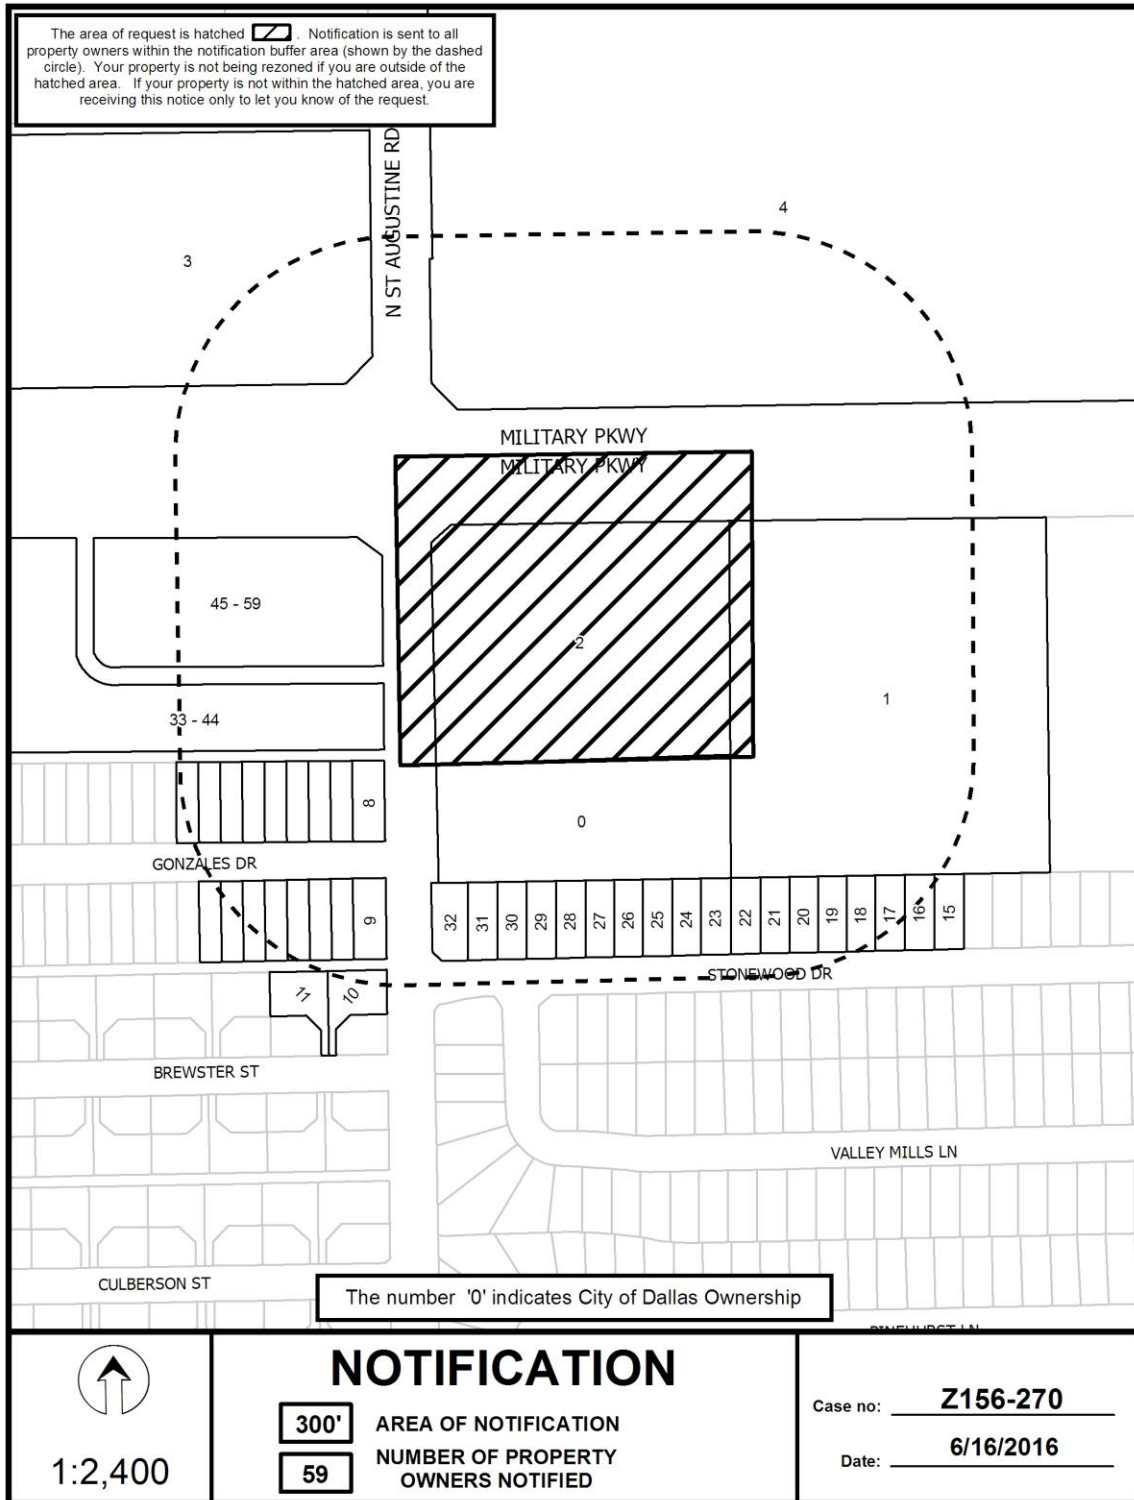 The area of request is hatched . Notification is sent to all
property owners within the notification buffer area (shown by the dashed
circle). Your property is not being rezoned if you are outside of the
hatched area. If your property is not within the hatched area, you are
receiving this notice only to let you know of the request.
N ST AUGUSTINE RD
4
3
MILITARY PKWY
MILITARY PKWY
45 - 59
2
1
33 - 44
8
0
GONZALES DR
9
32
31
30
29
28
27
26
25
24
23
22
21
20
19
18
17
16
15
STONEWOOD DR
11
10
BREWSTER ST
VALLEY MILLS LN
CULBERSON ST
The number '0' indicates City of Dallas Ownership
PINEHURST LN
1:2,400
NOTIFICATION
300' AREA OF NOTIFICATION
59 NUMBER OF PROPERTY
OWNERS NOTIFIED
Case no: Z156-270
Date: 6/16/2016